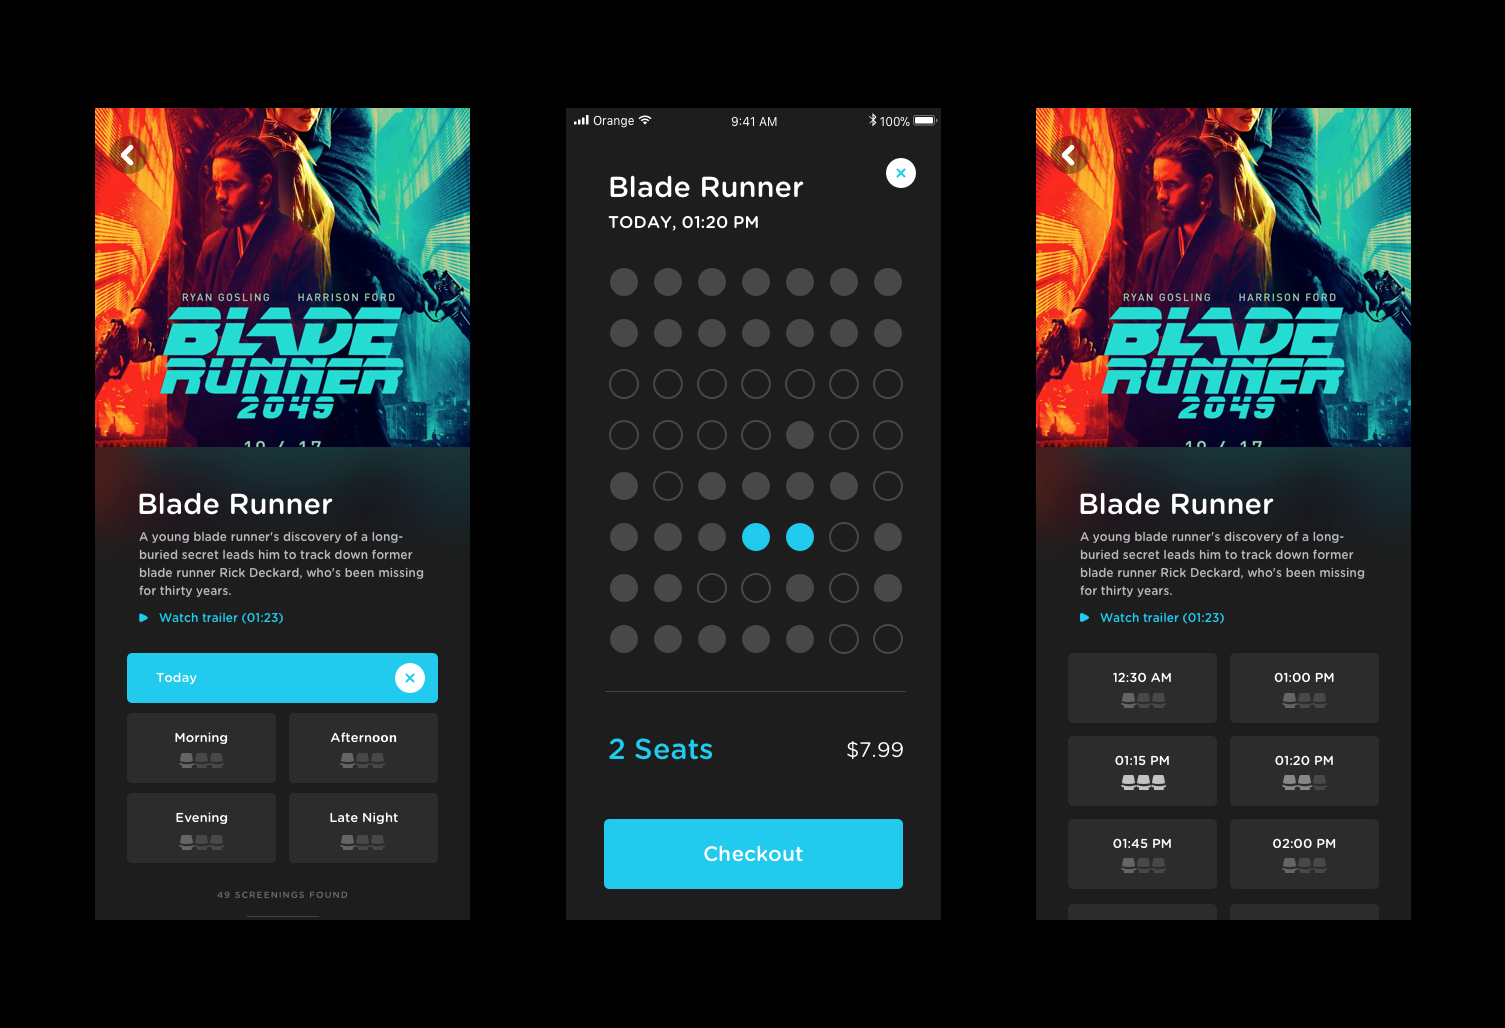 RYAN GOSLING HARRISON FORD
BLADE
RUNNER
2049
Blade Runner
A young blade runner's discovery of a long-
buried secret leads him to track down former
blade runner Rick Deckard, who's been missing
for thirty years.
Watch trailer (01:23)
Today
Morning
Afternoon
Evening
Late Night
49 SCREENINGS FOUND
Orange
9:41 AM
100%
Blade Runner
TODAY, 01:20 PM
2 Seats
$7.99
Checkout
RYAN GOSLING HARRISON FORD
BLADE
RUNNER
2049
Blade Runner
A young blade runner's discovery of a long-
buried secret leads him to track down former
blade runner Rick Deckard, who's been missing
for thirty years.
Watch trailer (01:23)
12:30 AM
01:00 PM
01:15 PM
01:20 PM
01:45 PM
02:00 PM